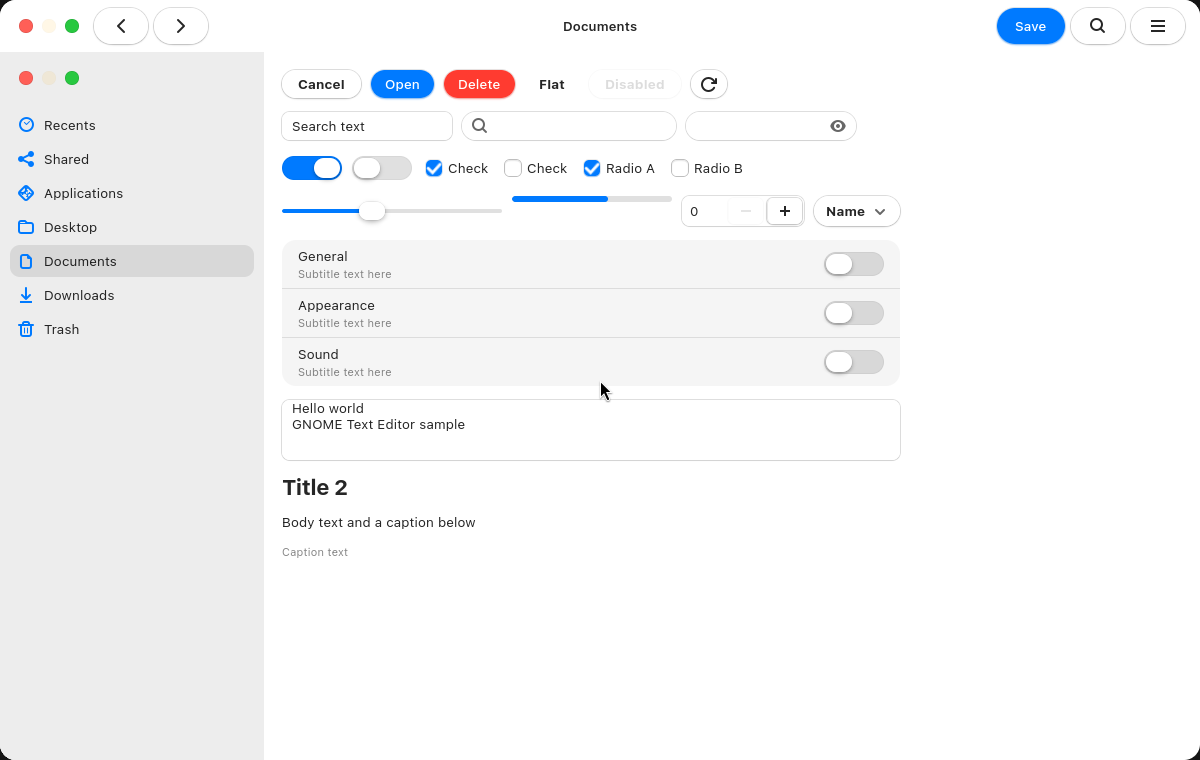 Documents
Save
Recents
Shared
Applications
Desktop
Documents
Downloads
Trash
Cancel Open Delete Flat Disabled
Search text
Check Check Radio A Radio B
0 Name
General
Subtitle text here
Appearance
Subtitle text here
Sound
Subtitle text here
Hello world
GNOME Text Editor sample
Title 2
Body text and a caption below
Caption text